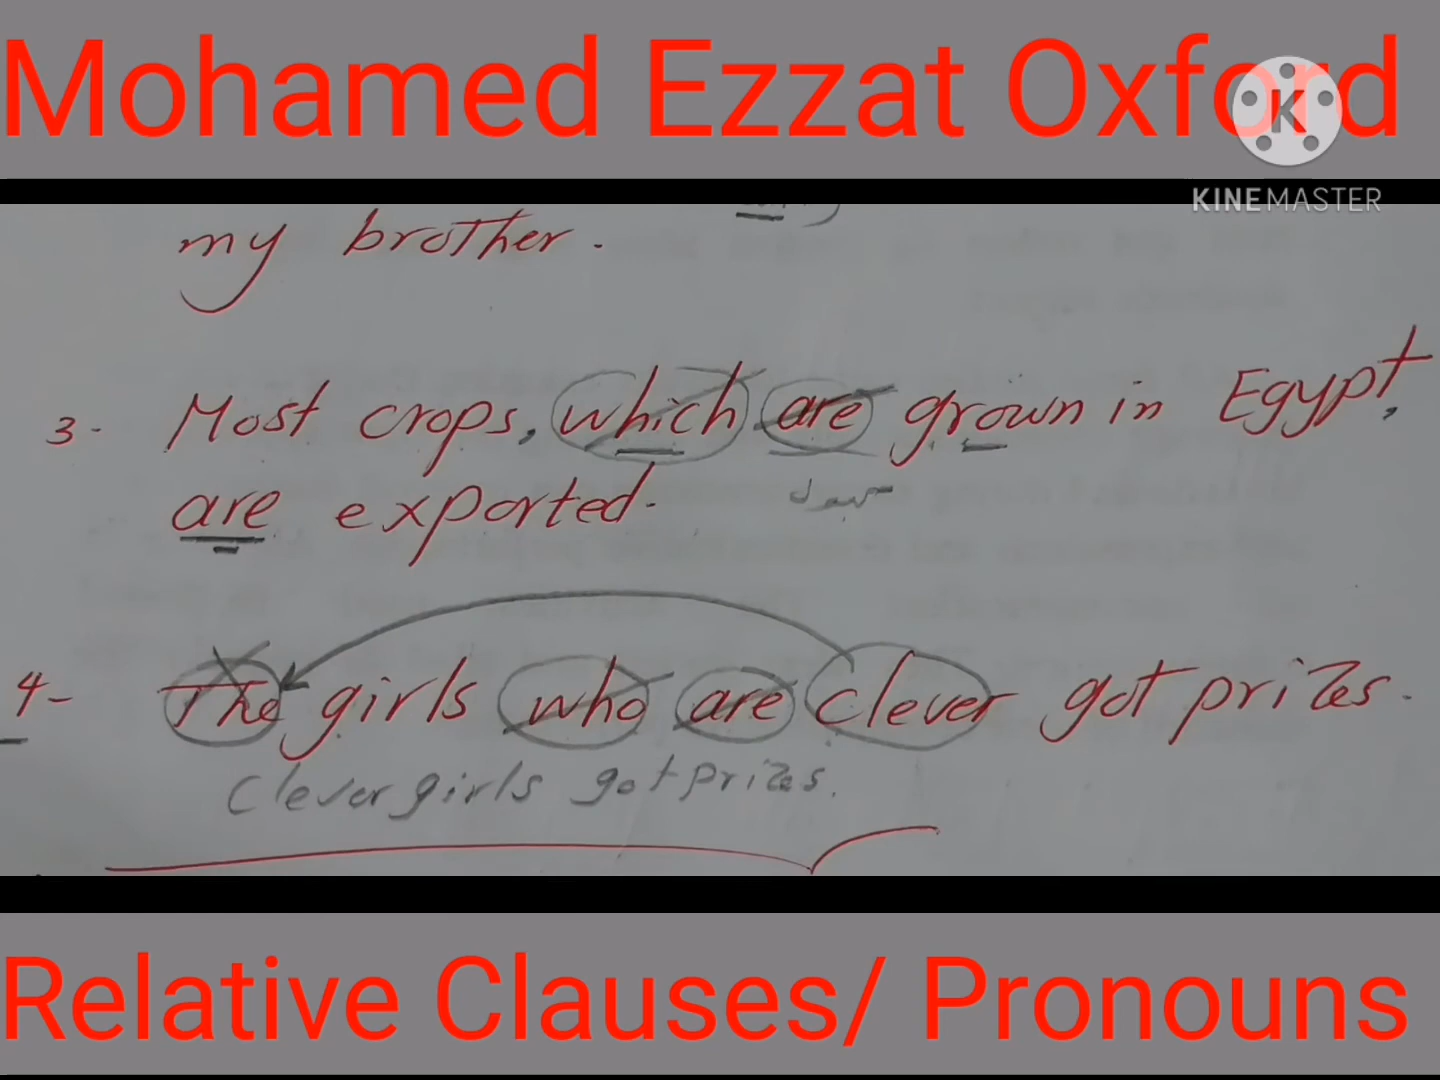 Mohamed Ezzat Oxford
K
KINEMASTER
my brother.
3- Most crops, which are grown in Egypt,
are exported.
4- The girls who are clever got prizes.
clever girls got prizes.
Relative Clauses/ Pronouns